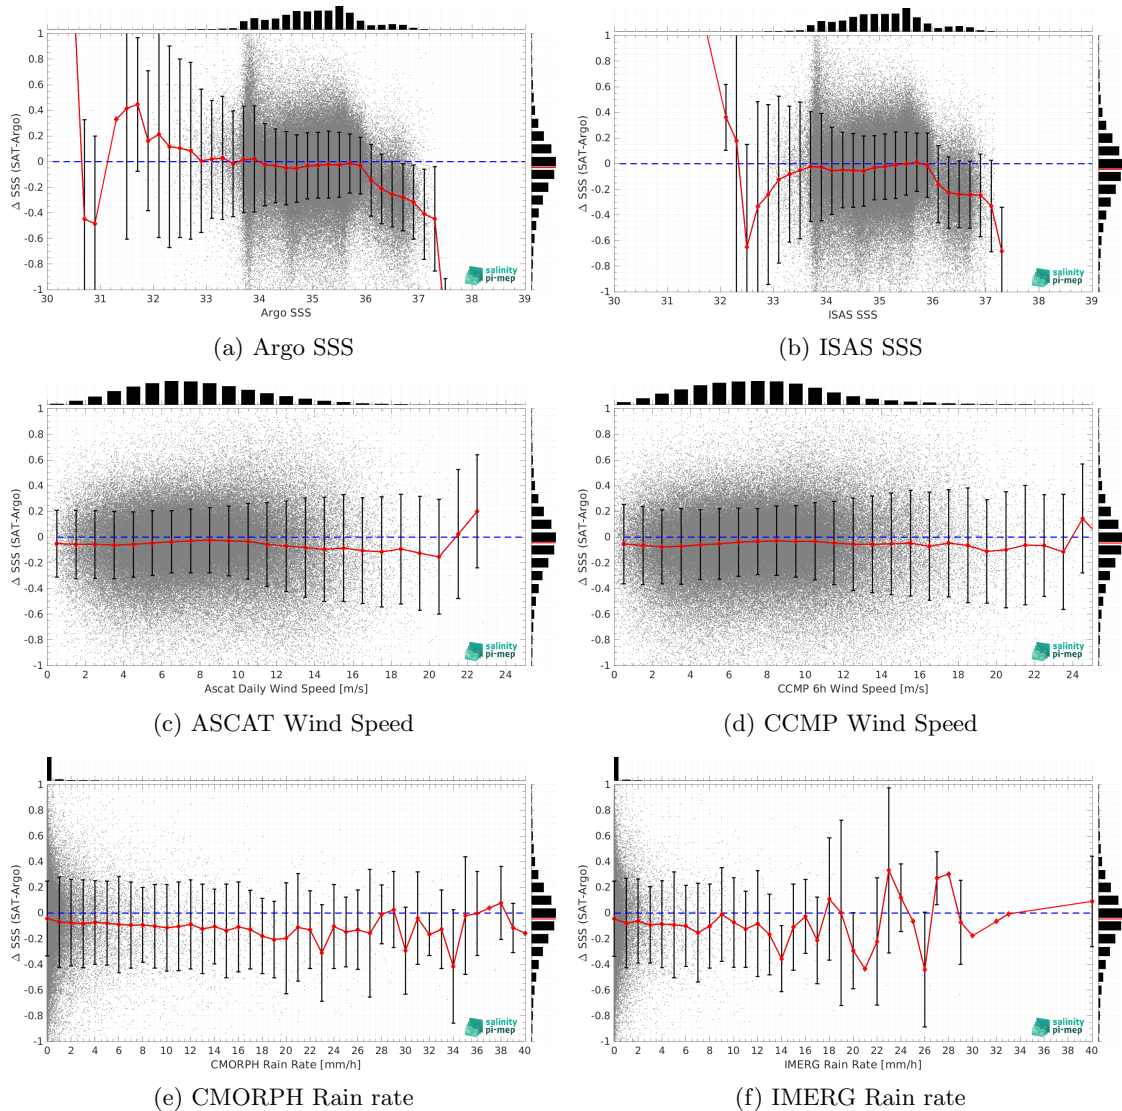 1
0.8
0.6
0.4
0.2
0
-0.2
-0.4
-0.6
-0.8
-1
Δ SSS (SAT-Argo)
30 31 32 33 34 35 36 37 38 39
Argo SSS
salinity
pi-mep
(a) Argo SSS
1
0.8
0.6
0.4
0.2
0
-0.2
-0.4
-0.6
-0.8
-1
Δ SSS (SAT-Argo)
30 31 32 33 34 35 36 37 38 39
ISAS SSS
salinity
pi-mep
(b) ISAS SSS
1
0.8
0.6
0.4
0.2
0
-0.2
-0.4
-0.6
-0.8
-1
Δ SSS (SAT-Argo)
0 2 4 6 8 10 12 14 16 18 20 22 24
Ascat Daily Wind Speed [m/s]
salinity
pi-mep
(c) ASCAT Wind Speed
1
0.8
0.6
0.4
0.2
0
-0.2
-0.4
-0.6
-0.8
-1
Δ SSS (SAT-Argo)
0 2 4 6 8 10 12 14 16 18 20 22 24
CCMP 6h Wind Speed [m/s]
salinity
pi-mep
(d) CCMP Wind Speed
1
0.8
0.6
0.4
0.2
0
-0.2
-0.4
-0.6
-0.8
-1
Δ SSS (SAT-Argo)
0 2 4 6 8 10 12 14 16 18 20 22 24 26 28 30 32 34 36 38 40
CMORPH Rain Rate [mm/h]
salinity
pi-mep
(e) CMORPH Rain rate
1
0.8
0.6
0.4
0.2
0
-0.2
-0.4
-0.6
-0.8
-1
Δ SSS (SAT-Argo)
0 2 4 6 8 10 12 14 16 18 20 22 24 26 28 30 32 34 36 38 40
IMERG Rain Rate [mm/h]
salinity
pi-mep
(f) IMERG Rain rate